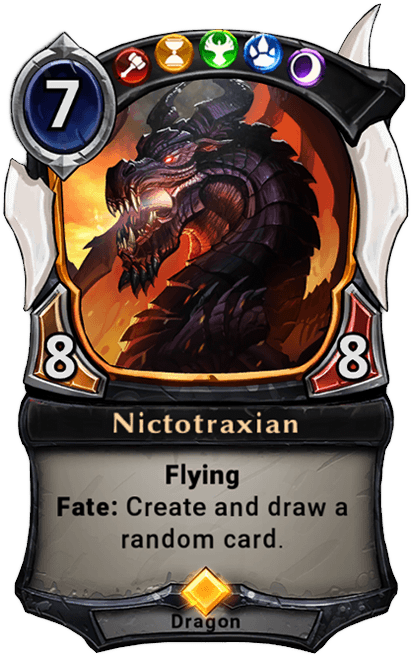 7
8
8
Nictotraxian
Flying
Fate: Create and draw a
random card.
Dragon